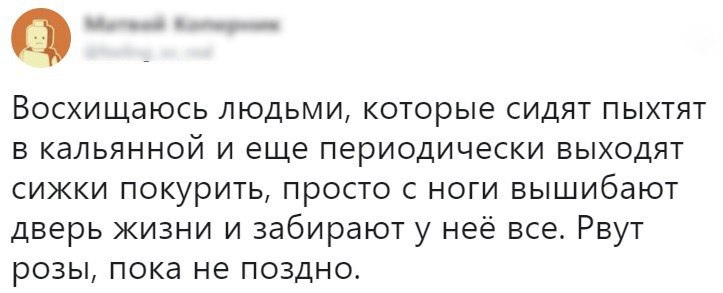 Восхищаюсь людьми, которые сидят пыхтят
в кальянной и еще периодически выходят
сижки покурить, просто с ноги вышибают
дверь жизни и забирают у неё все. Рвут
розы, пока не поздно.